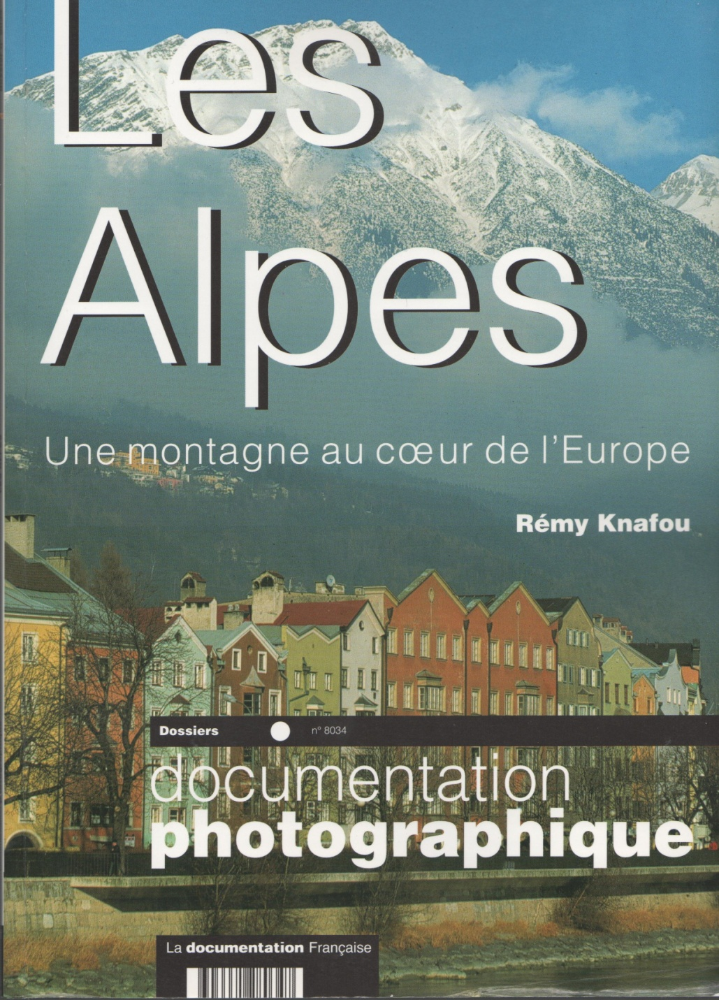 Les
Alpes
Une montagne au cœur de l'Europe
Rémy Knafou
Dossiers n° 8034
documentation
photographique
La documentation Française